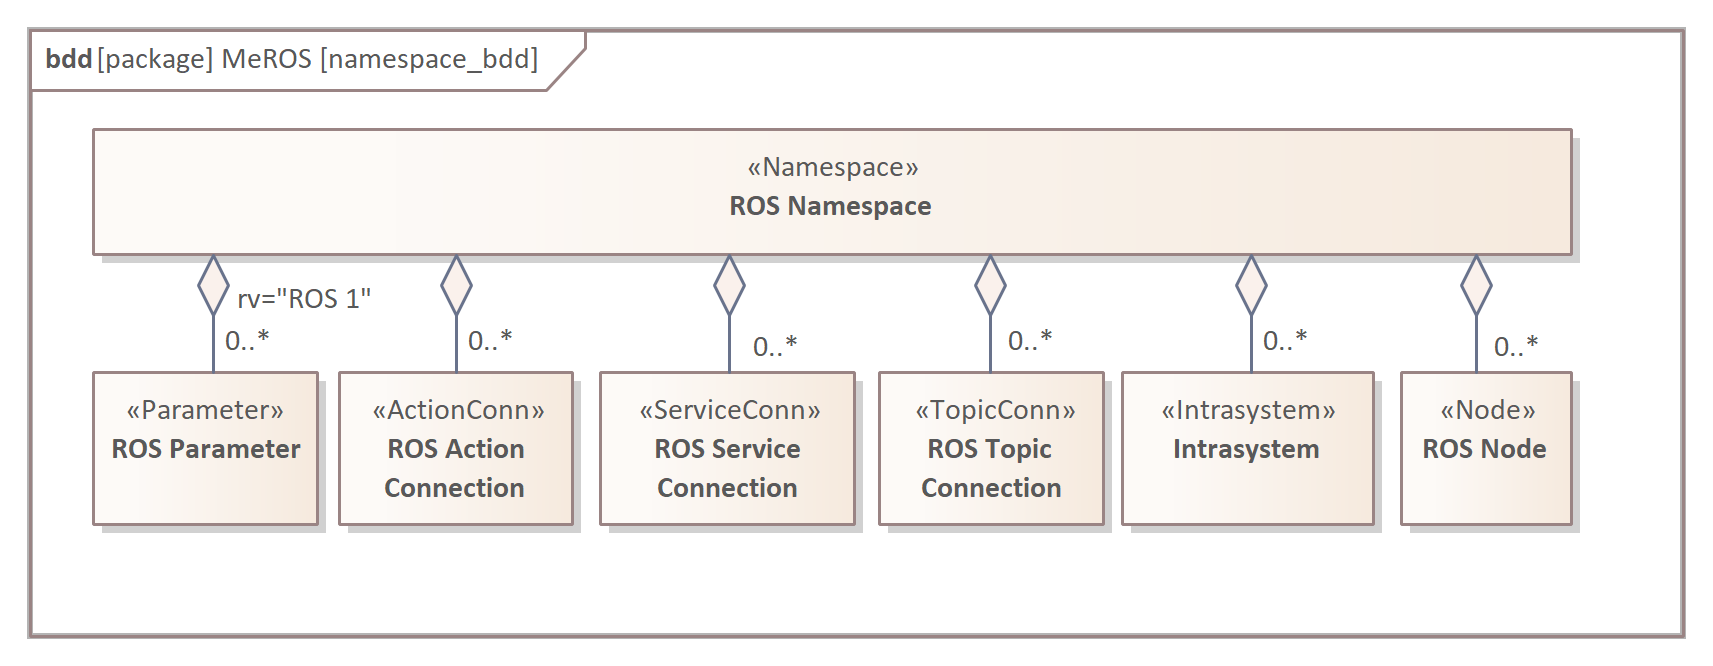 bdd [package] MeROS [namespace_bdd]
«Namespace»
ROS Namespace
rv="ROS 1"
0..*
0..*
0..*
0..*
0..*
0..*
«Parameter»
ROS Parameter
«ActionConn»
ROS Action
Connection
«ServiceConn»
ROS Service
Connection
«TopicConn»
ROS Topic
Connection
«Intrasystem»
Intrasystem
«Node»
ROS Node